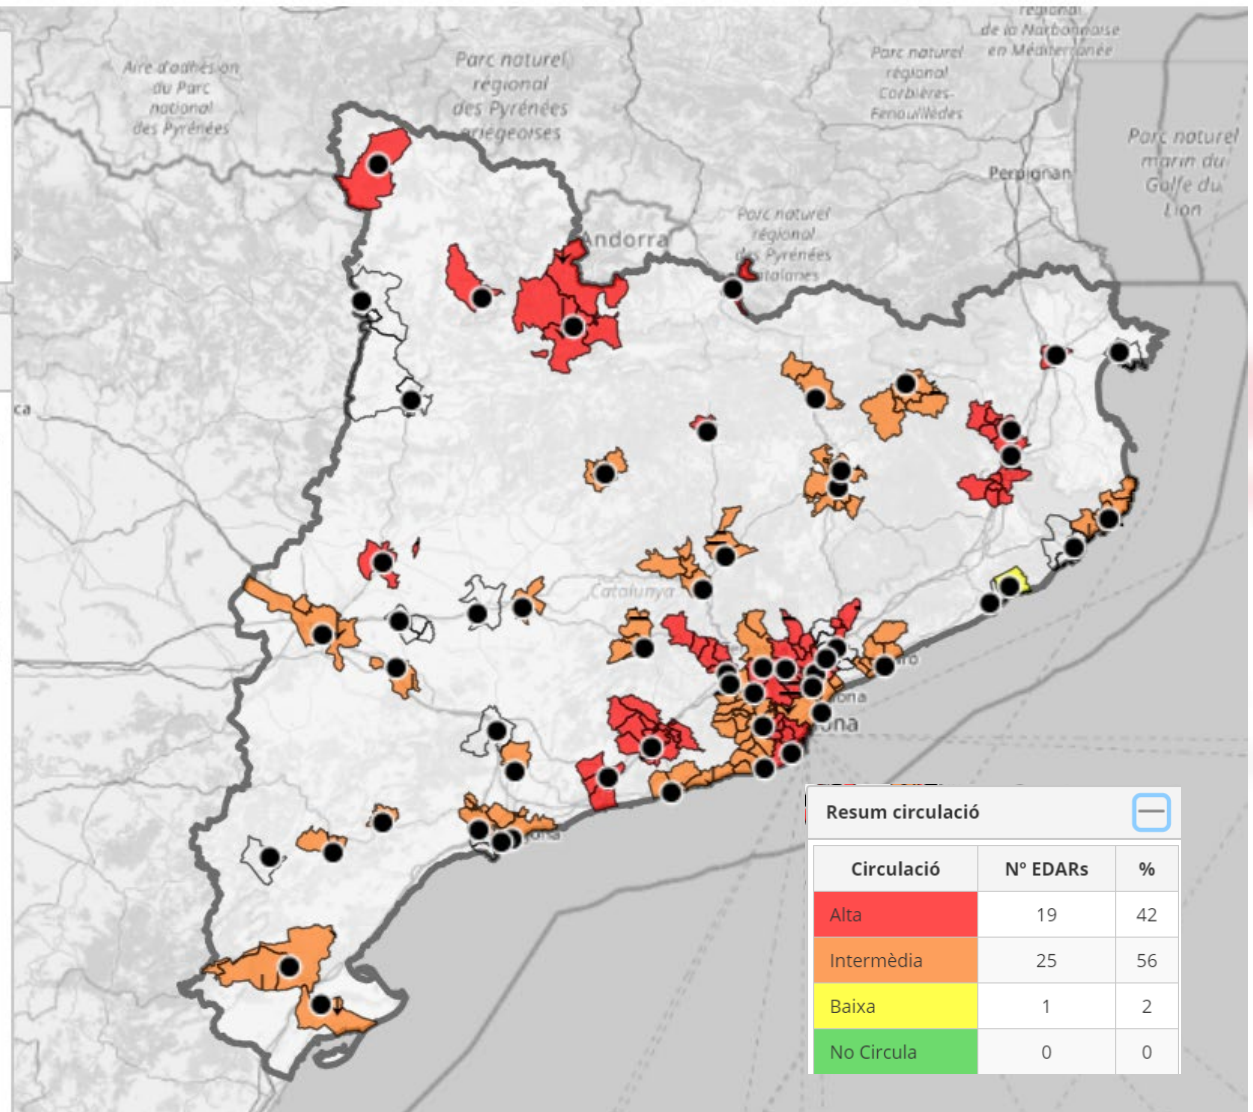 régional
de la Narbonnaise
en Méditerranée
Parc naturel
régional
Corbières-
Fenouillèdes
Parc naturel
régional
des Pyrénées
ariégeoises
Aire d'adhésion
du Parc
national
des Pyrénées
Parc naturel
marin du
Golfe du
Lion
Perpignan
Parc naturel
régional
des Pyrénées
catalanes
Andorra
ca
Catalunya
Resum circulació
Circulació Nº EDARs %
Alta 19 42
Intermèdia 25 56
Baixa 1 2
No Circula 0 0